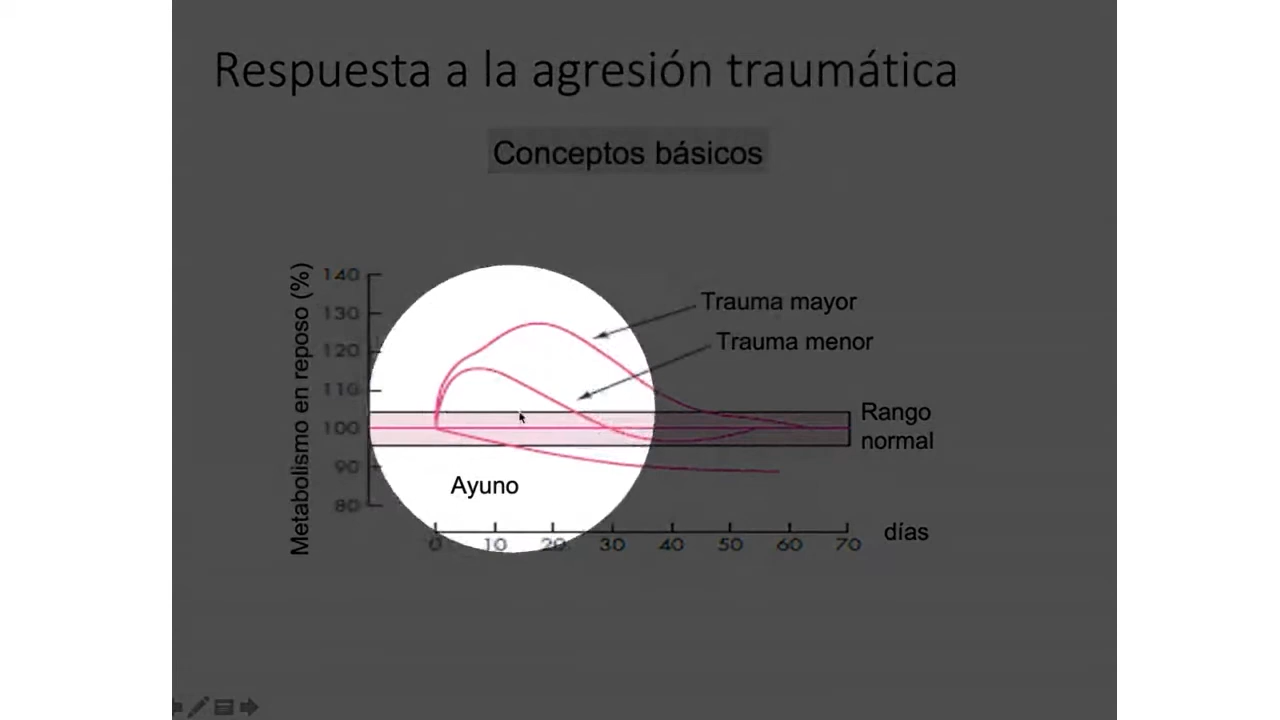 Respuesta a la agresión traumática
Conceptos básicos
Metabolismo en reposo (%)
140
130
120
110
100
90
80
Trauma mayor
Trauma menor
Rango
normal
Ayuno
0 10 20 30 40 50 60 70
días